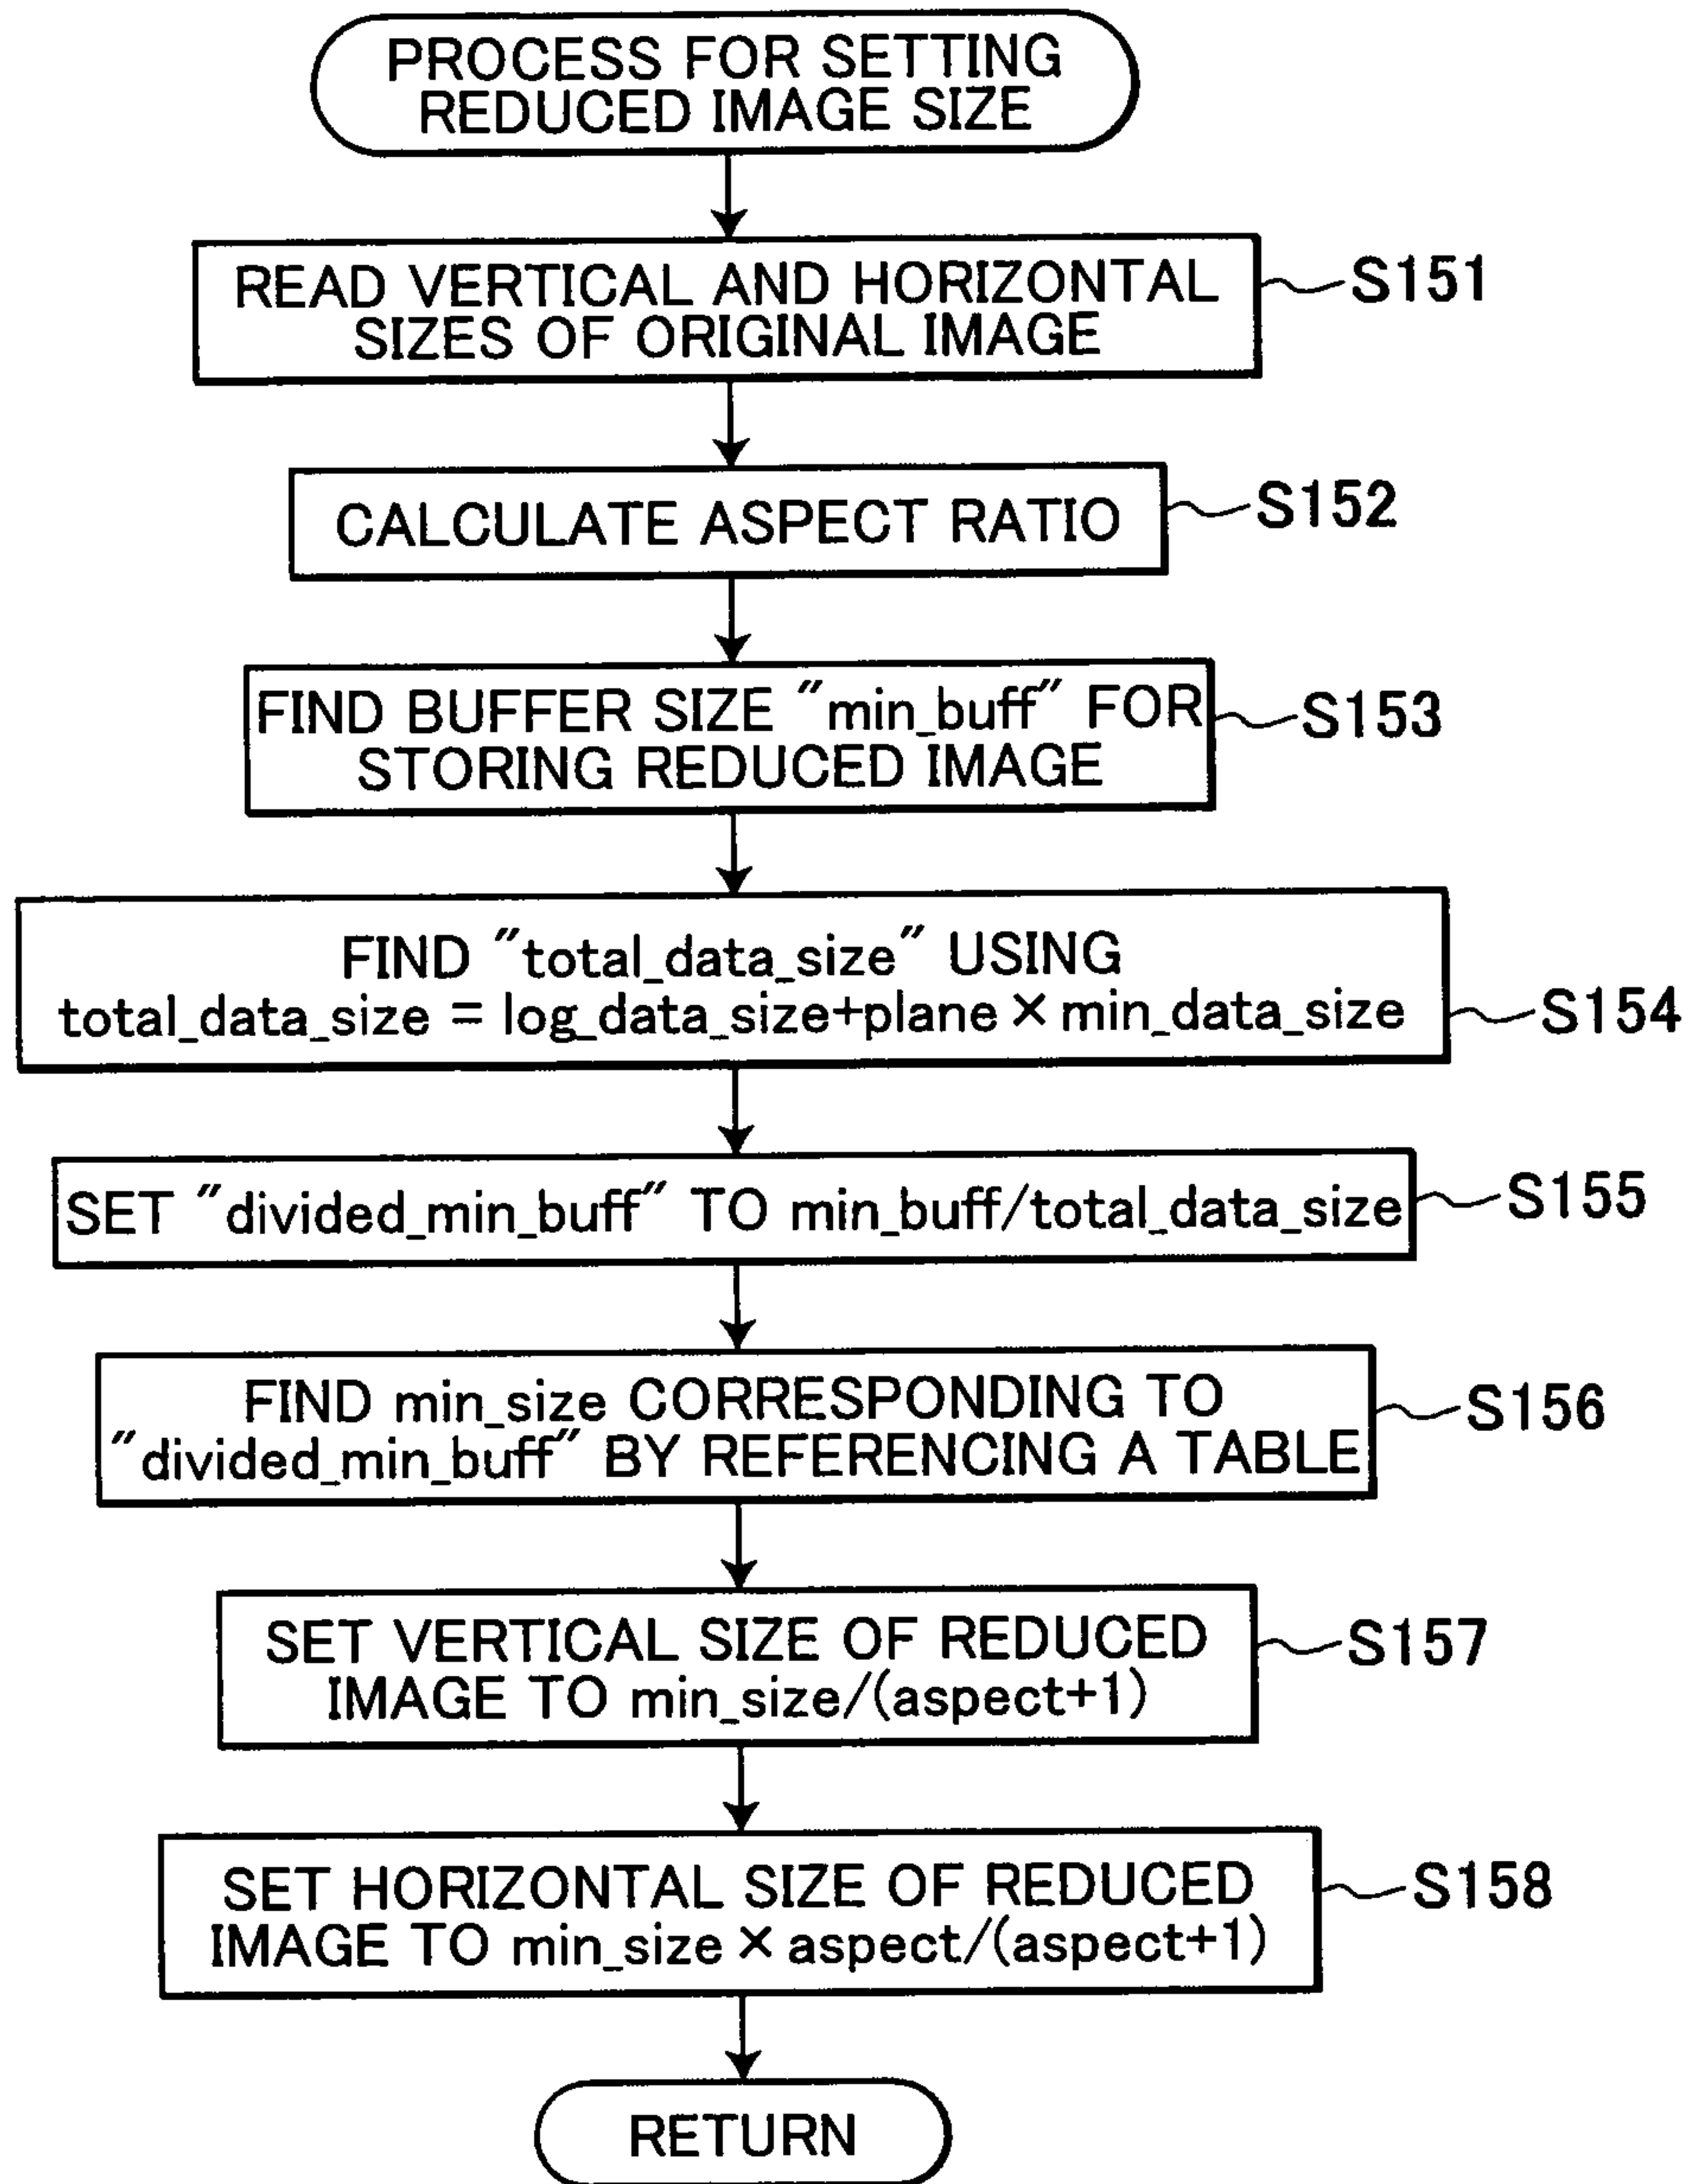 PROCESS FOR SETTING
REDUCED IMAGE SIZE
READ VERTICAL AND HORIZONTAL
SIZES OF ORIGINAL IMAGE
S151
CALCULATE ASPECT RATIO
S152
FIND BUFFER SIZE "min_buff" FOR
STORING REDUCED IMAGE
S153
FIND "total_data_size" USING
total_data_size = log_data_size+plane × min_data_size
S154
SET "divided_min_buff" TO min_buff/total_data_size
S155
FIND min_size CORRESPONDING TO
"divided_min_buff" BY REFERENCING A TABLE
S156
SET VERTICAL SIZE OF REDUCED
IMAGE TO min_size/(aspect+1)
S157
SET HORIZONTAL SIZE OF REDUCED
IMAGE TO min_size × aspect/(aspect+1)
S158
RETURN